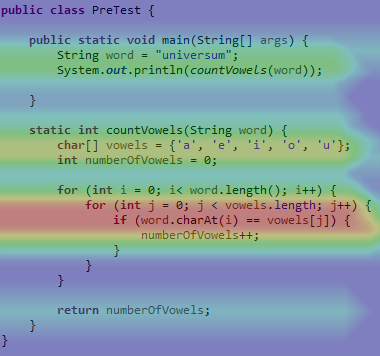 public class PreTest {
public static void main(String[] args) {
String word = "universum";
System.out.println(countVowels(word));
}
static int countVowels(String word) {
char[] vowels = {'a', 'e', 'i', 'o', 'u'};
int numberOfVowels = 0;
for (int i = 0; i< word.length(); i++) {
for (int j = 0; j < vowels.length; j++) {
if (word.charAt(i) == vowels[j]) {
numberOfVowels++;
}
}
}
return numberOfVowels;
}
}